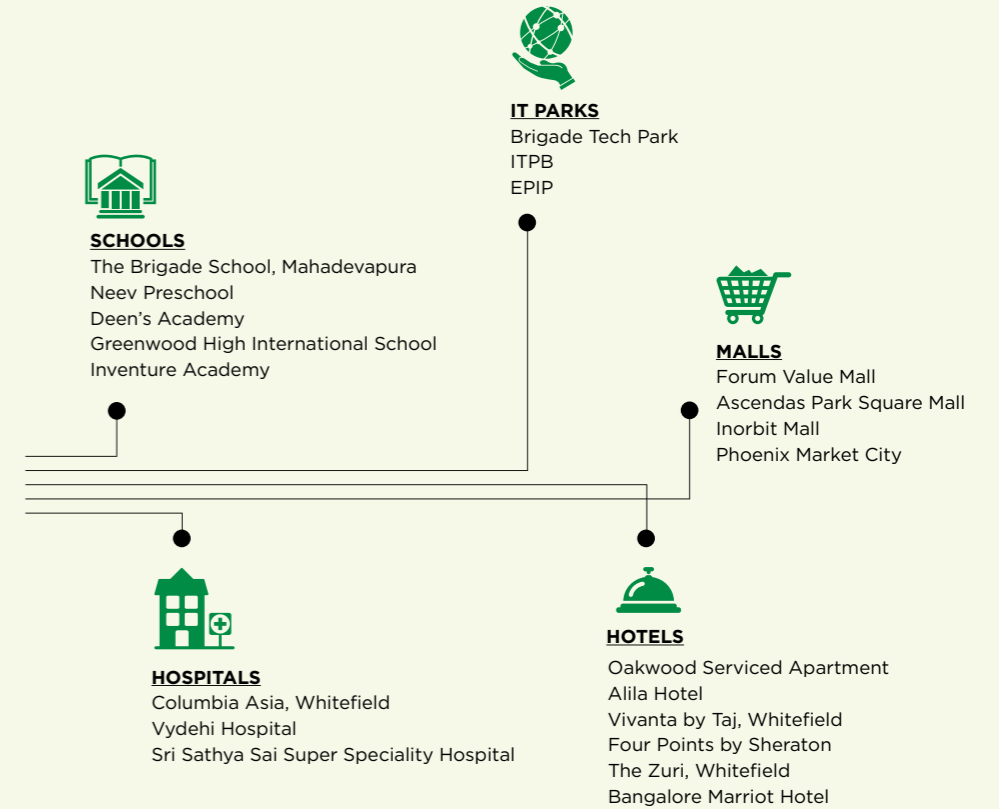 IT PARKS
Brigade Tech Park
ITPB
EPIP
SCHOOLS
The Brigade School, Mahadevapura
Neev Preschool
Deen’s Academy
Greenwood High International School
Inventure Academy
MALLS
Forum Value Mall
Ascendas Park Square Mall
Inorbit Mall
Phoenix Market City
HOSPITALS
Columbia Asia, Whitefield
Vydehi Hospital
Sri Sathya Sai Super Speciality Hospital
HOTELS
Oakwood Serviced Apartment
Alila Hotel
Vivanta by Taj, Whitefield
Four Points by Sheraton
The Zuri, Whitefield
Bangalore Marriot Hotel